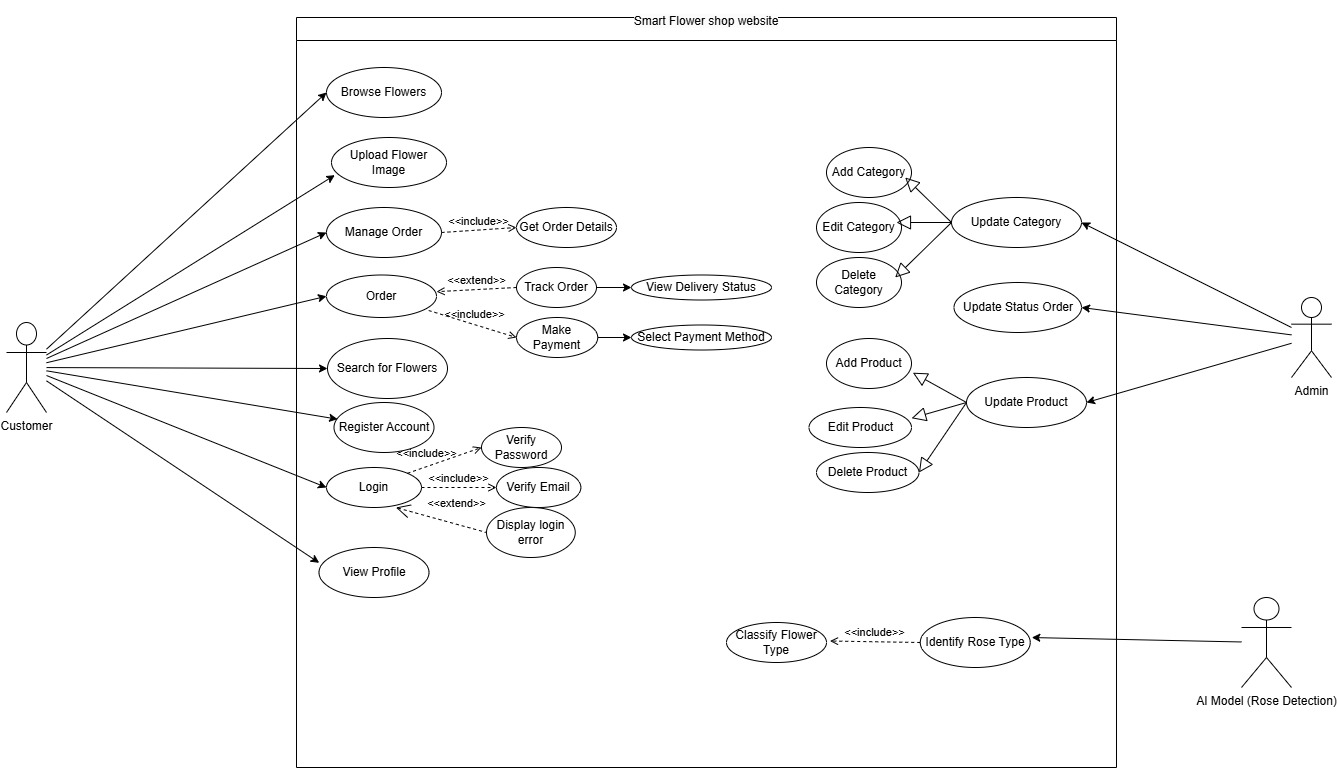 Smart Flower shop website
Browse Flowers
Upload Flower
Image
Manage Order
<<include>>
Get Order Details
Order
<<extend>>
Track Order
View Delivery Status
<<include>>
Make
Payment
Select Payment Method
Search for Flowers
Register Account
Login
<<include>>
Verify
Password
<<include>>
Verify Email
<<extend>>
Display login
error
View Profile
Customer
Add Category
Edit Category
Delete
Category
Update Category
Update Status Order
Add Product
Edit Product
Delete Product
Update Product
Admin
Classify Flower
Type
<<include>>
Identify Rose Type
AI Model (Rose Detection)